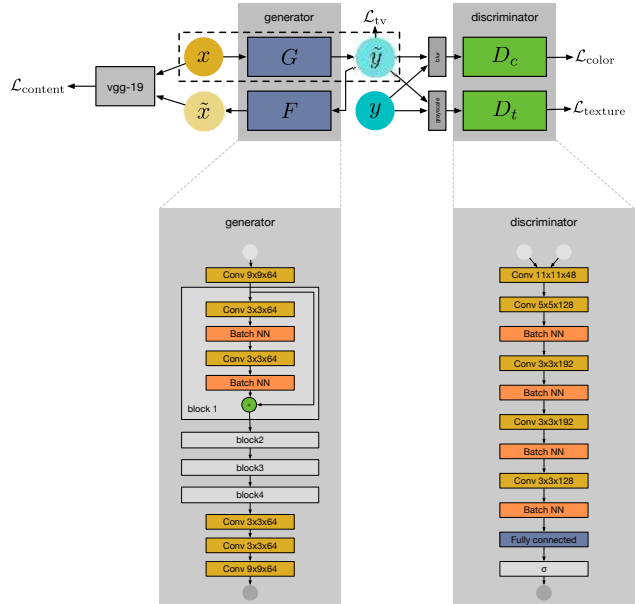 generator
discriminator
ℒtv
x
G
ỹ
blur
D_c
ℒcolor
ℒcontent
vgg-19
x̃
F
y
grayscale
D_t
ℒtexture
generator
Conv 9x9x64
Conv 3x3x64
Batch NN
Conv 3x3x64
Batch NN
+
block 1
block2
block3
block4
Conv 3x3x64
Conv 3x3x64
Conv 9x9x64
discriminator
Conv 11x11x48
Conv 5x5x128
Batch NN
Conv 3x3x192
Batch NN
Conv 3x3x192
Batch NN
Conv 3x3x128
Batch NN
Fully connected
σ